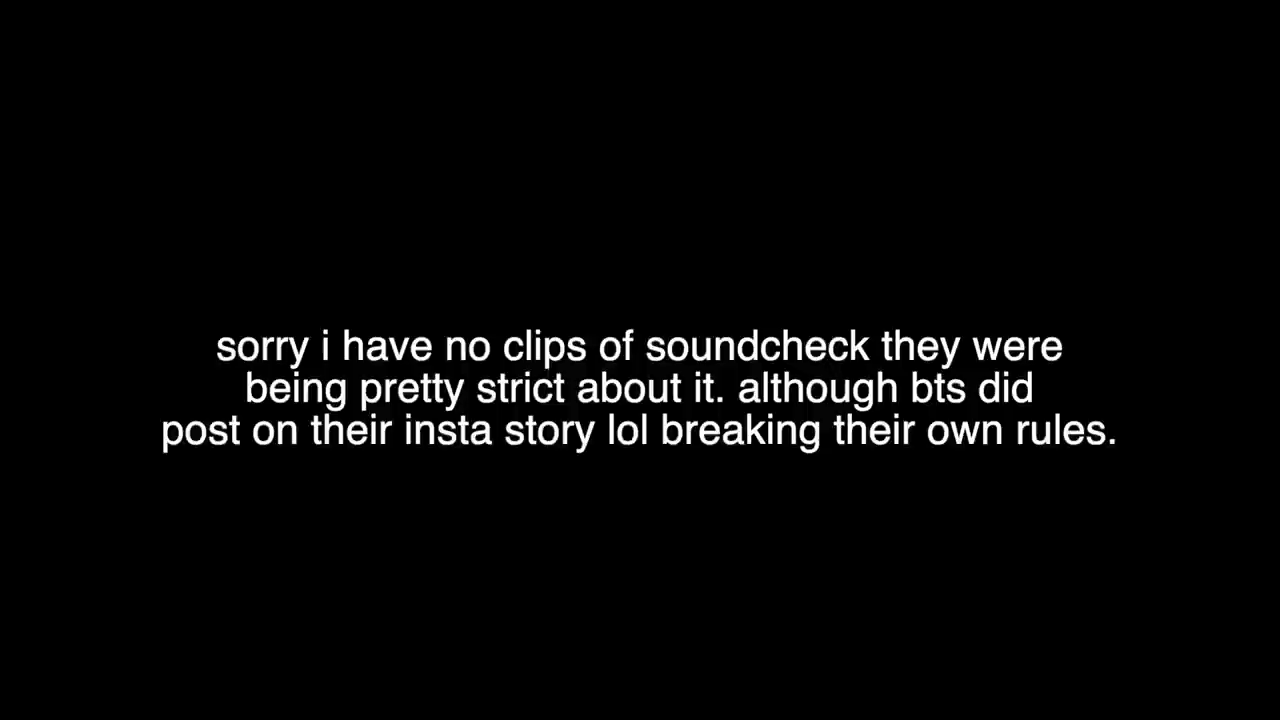 sorry i have no clips of soundcheck they were
being pretty strict about it. although bts did
post on their insta story lol breaking their own rules.